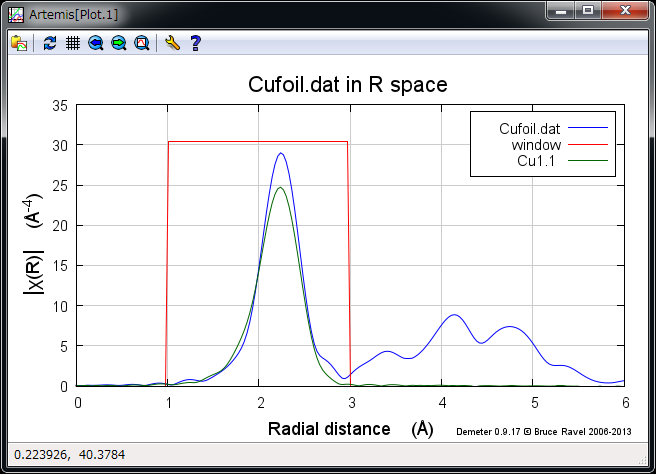 Artemis[Plot.1]
?
Cufoil.dat in R space
35
30
25
20
15
10
5
0
|χ(R)| (Å⁻⁴)
Cufoil.dat
window
Cu1.1
0 1 2 3 4 5 6
Radial distance (Å)
Demeter 0.9.17 © Bruce Ravel 2006-2013
0.223926, 40.3784